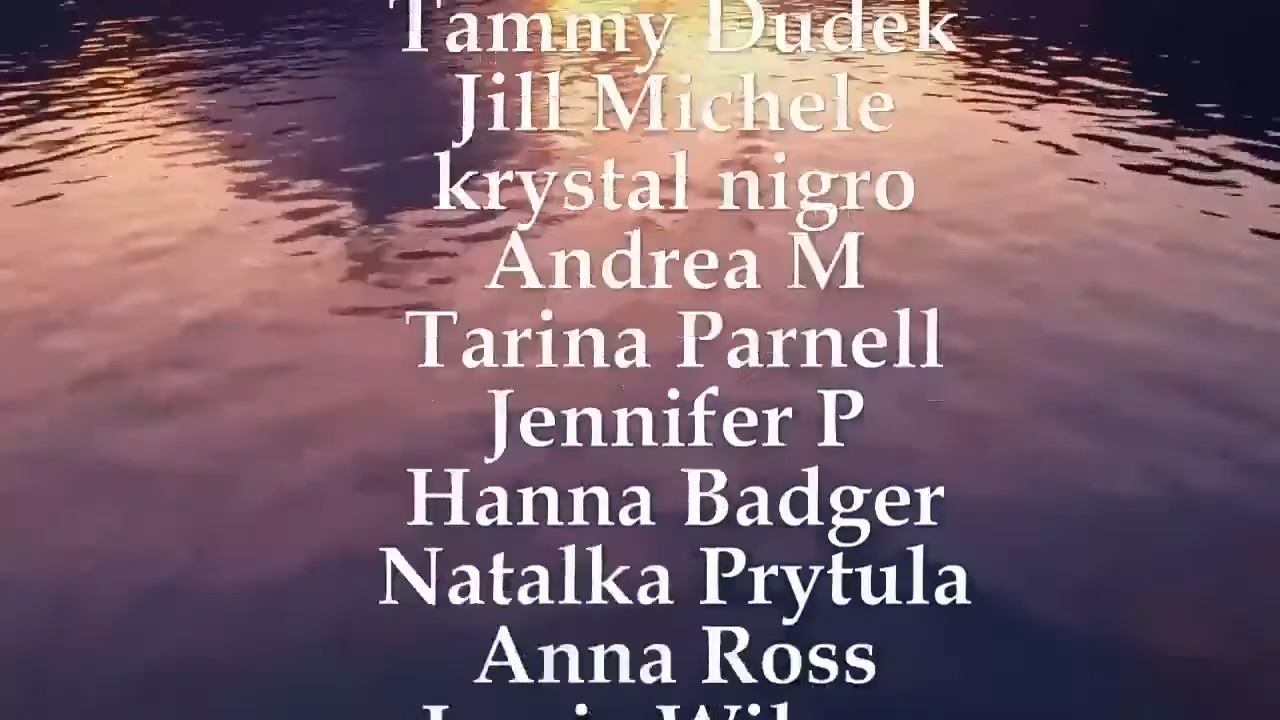 Tammy Dudek
Jill Michele
krystal nigro
Andrea M
Tarina Parnell
Jennifer P
Hanna Badger
Natalka Prytula
Anna Ross